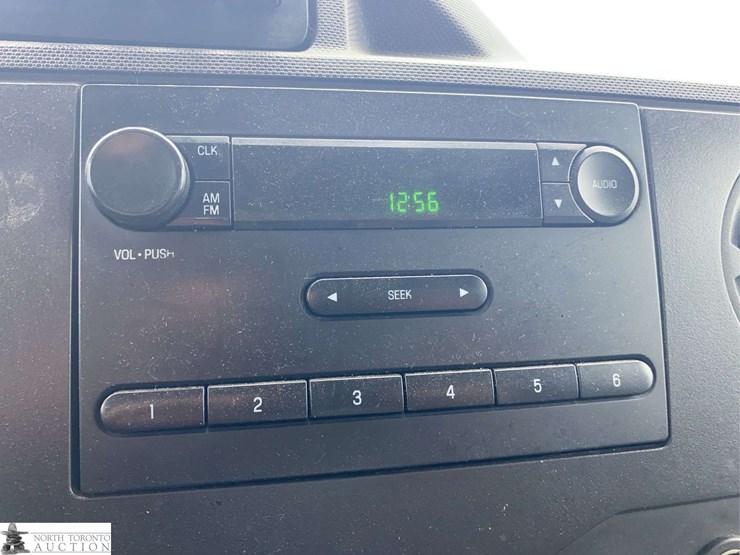 CLK
AM
FM
12:56
▲
▼
AUDIO
VOL • PUSH
◄ SEEK ►
1 2 3 4 5 6
NORTH TORONTO
AUCTION